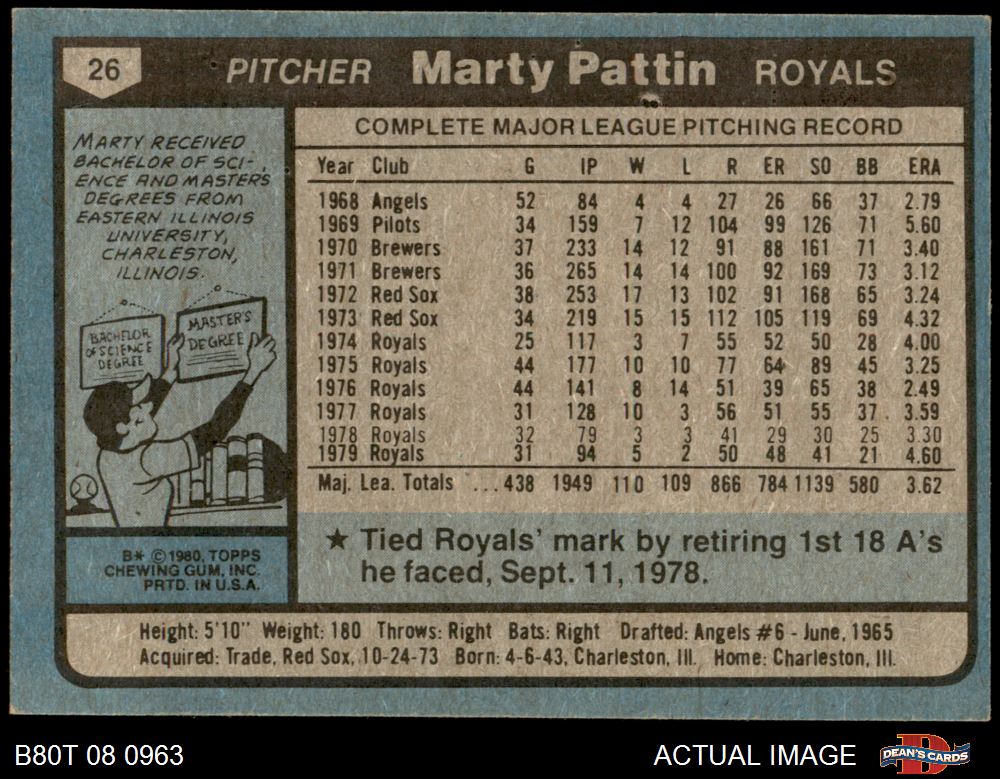 26 PITCHER Marty Pattin ROYALS
MARTY RECEIVED
BACHELOR OF SCI-
ENCE AND MASTERS
DEGREES FROM
EASTERN ILLINOIS
UNIVERSITY,
CHARLESTON,
ILLINOIS.
BACHELOR
OF SCIENCE
DEGREE
MASTER'S
DEGREE
B* © 1980, TOPPS
CHEWING GUM, INC.
PRTD. IN U.S.A.
COMPLETE MAJOR LEAGUE PITCHING RECORD
Year Club G IP W L R ER SO BB ERA
1968 Angels 52 84 4 4 27 26 66 37 2.79
1969 Pilots 34 159 7 12 104 99 126 71 5.60
1970 Brewers 37 233 14 12 91 88 161 71 3.40
1971 Brewers 36 265 14 14 100 92 169 73 3.12
1972 Red Sox 38 253 17 13 102 91 168 65 3.24
1973 Red Sox 34 219 15 15 112 105 119 69 4.32
1974 Royals 25 117 3 7 55 52 50 28 4.00
1975 Royals 44 177 10 10 77 64 89 45 3.25
1976 Royals 44 141 8 14 51 39 65 38 2.49
1977 Royals 31 128 10 3 56 51 55 37 3.59
1978 Royals 32 79 3 3 41 29 30 25 3.30
1979 Royals 31 94 5 2 50 48 41 21 4.60
Maj. Lea. Totals ...438 1949 110 109 866 784 1139 580 3.62
★ Tied Royals' mark by retiring 1st 18 A's
he faced, Sept. 11, 1978.
Height: 5'10" Weight: 180 Throws: Right Bats: Right Drafted: Angels #6 - June, 1965
Acquired: Trade, Red Sox, 10-24-73 Born: 4-6-43, Charleston, Ill. Home: Charleston, Ill.
B80T 08 0963 ACTUAL IMAGE D DEAN'S CARDS